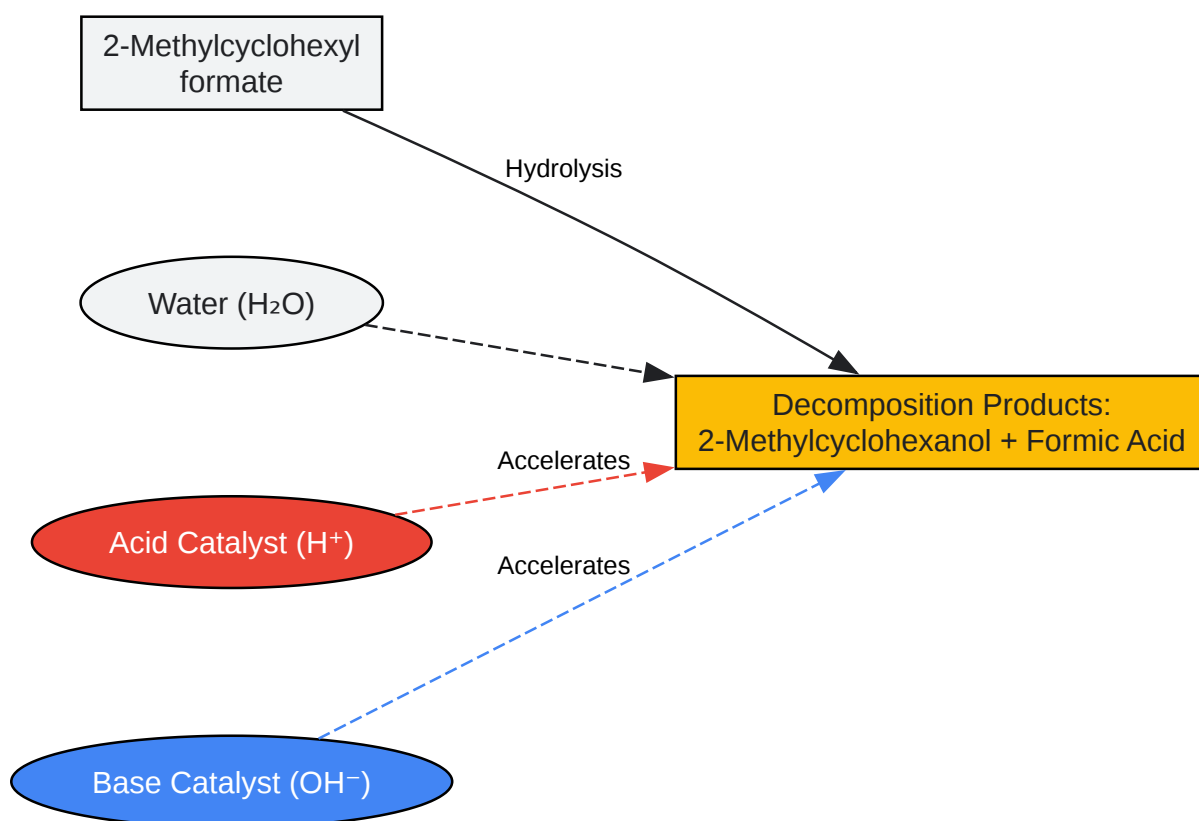 2-Methylcyclohexyl
formate
Hydrolysis
Water (H₂O)
Decomposition Products:
2-Methylcyclohexanol + Formic Acid
Accelerates
Acid Catalyst (H⁺)
Accelerates
Base Catalyst (OH⁻)